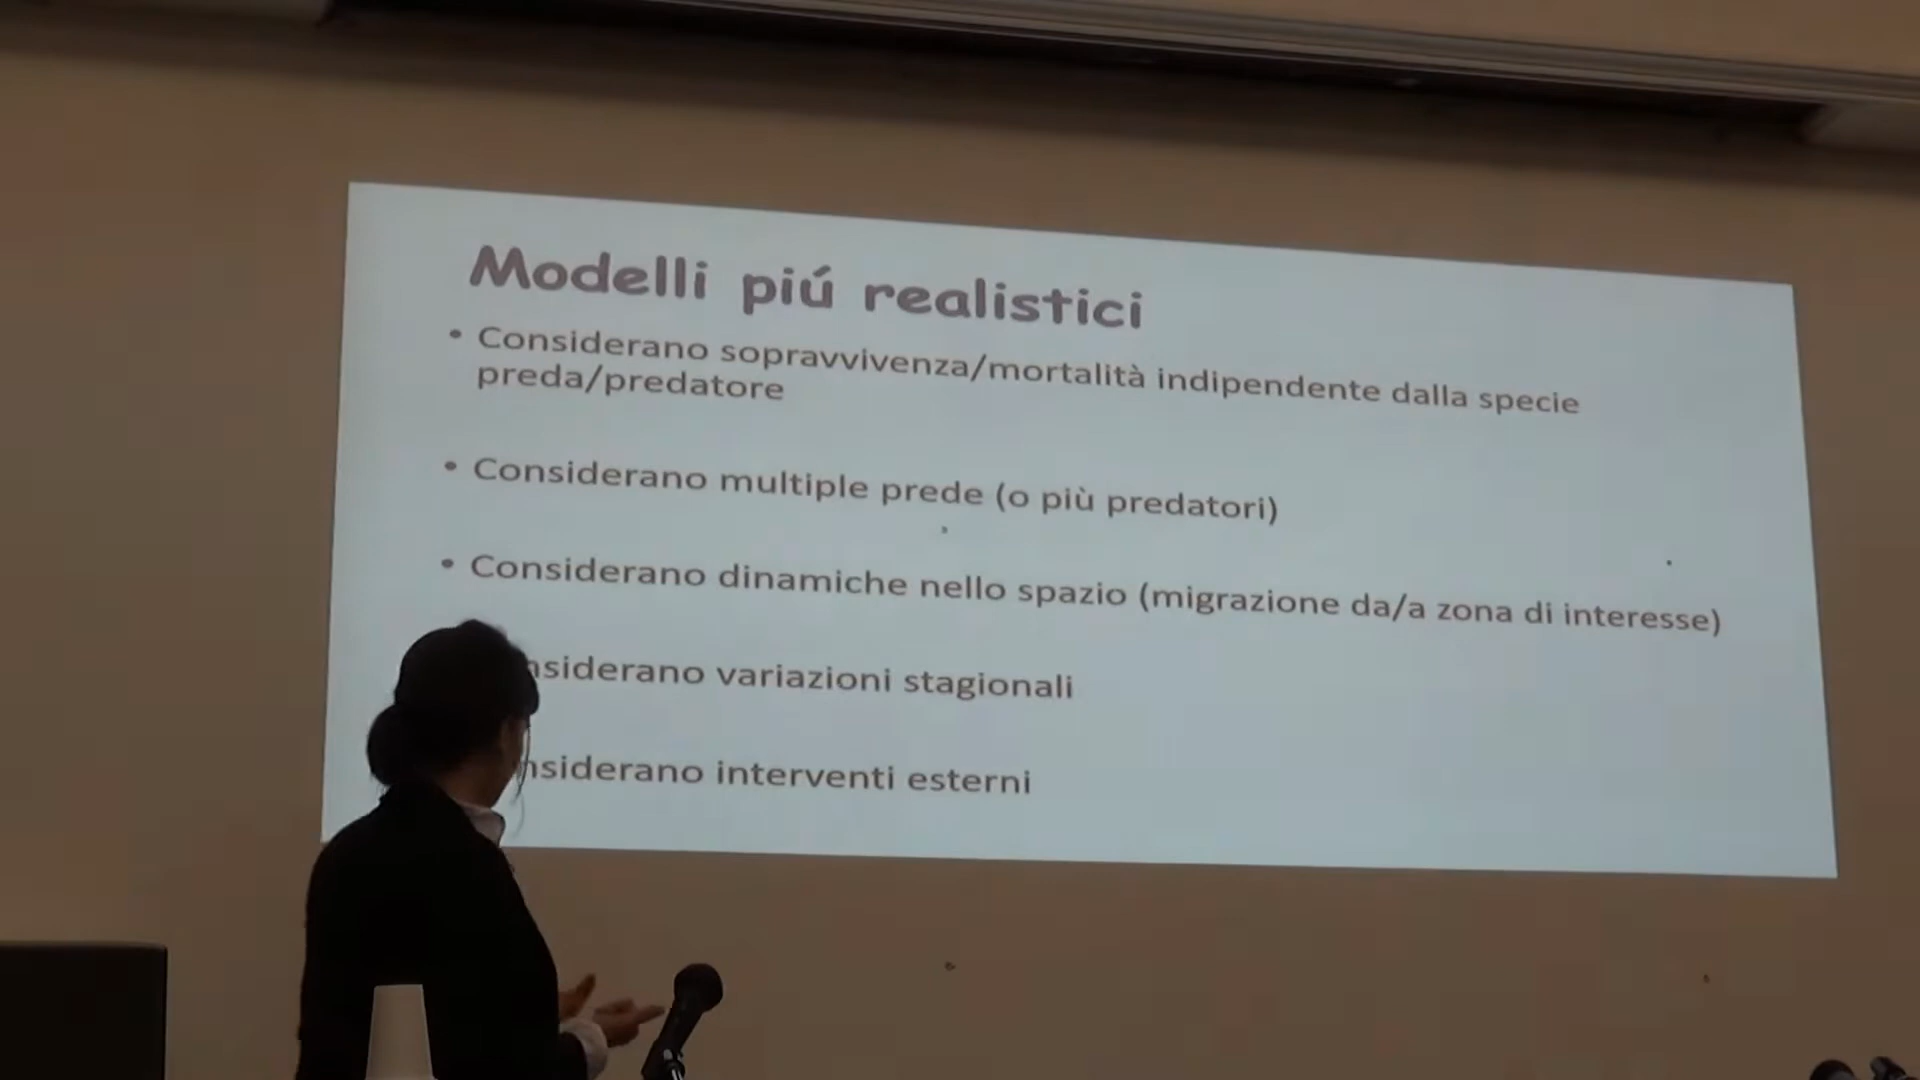 Modelli piú realistici
• Considerano sopravvivenza/mortalità indipendente dalla specie
preda/predatore
• Considerano multiple prede (o più predatori)
• Considerano dinamiche nello spazio (migrazione da/a zona di interesse)
nsiderano variazioni stagionali
nsiderano interventi esterni